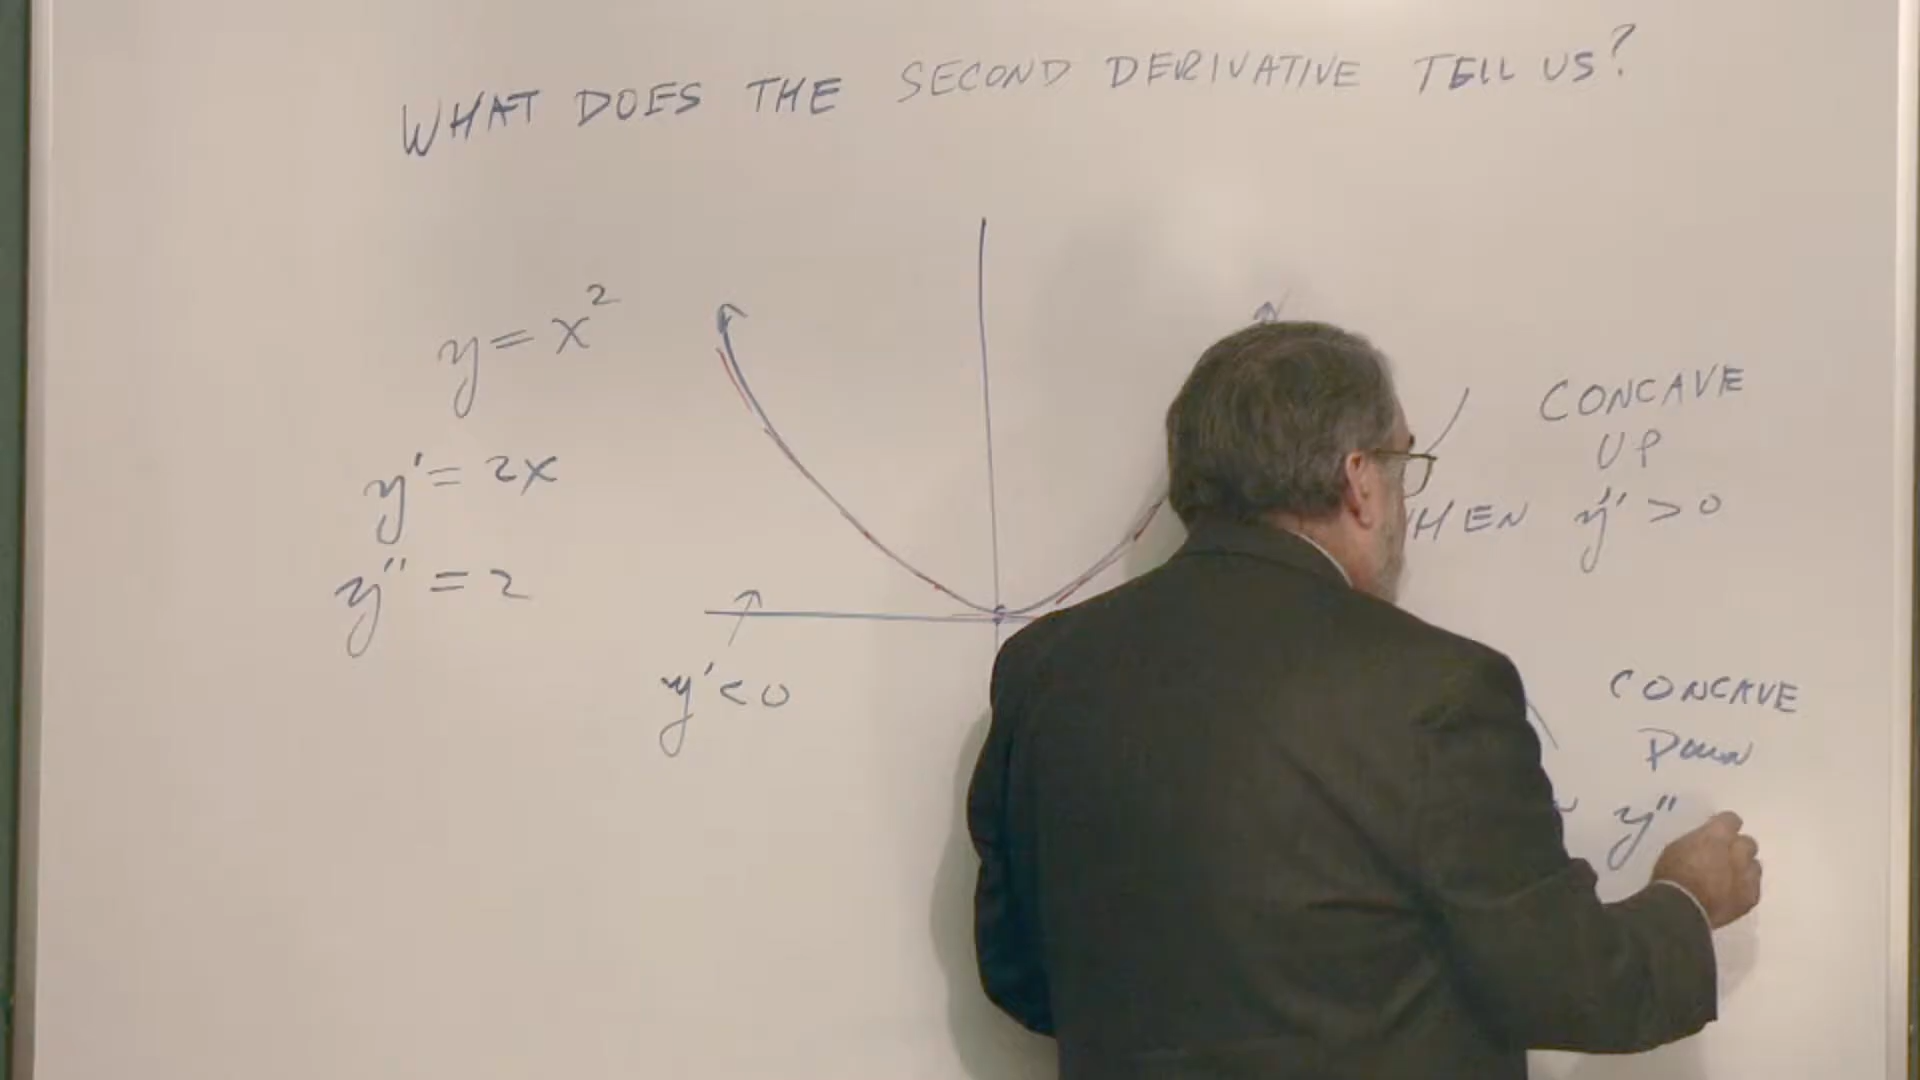 WHAT DOES THE SECOND DERIVATIVE TELL US?
y = x²
y' = 2x
y'' = 2
y' < 0
CONCAVE
UP
HEN y'' > 0
CONCAVE
DOWN
y''